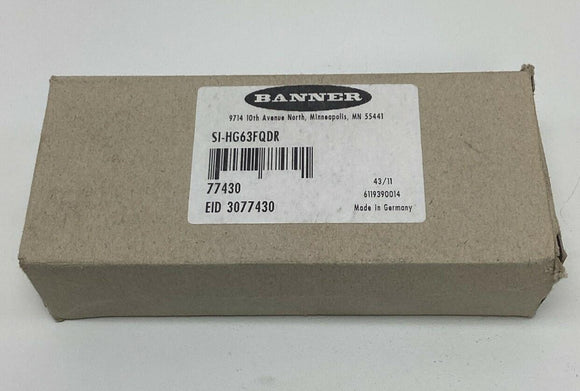 BANNER
9714 10th Avenue North, Minneapolis, MN 55441
SI-HG63FQDR
77430
43/11
6119390014
EID 3077430
Made in Germany